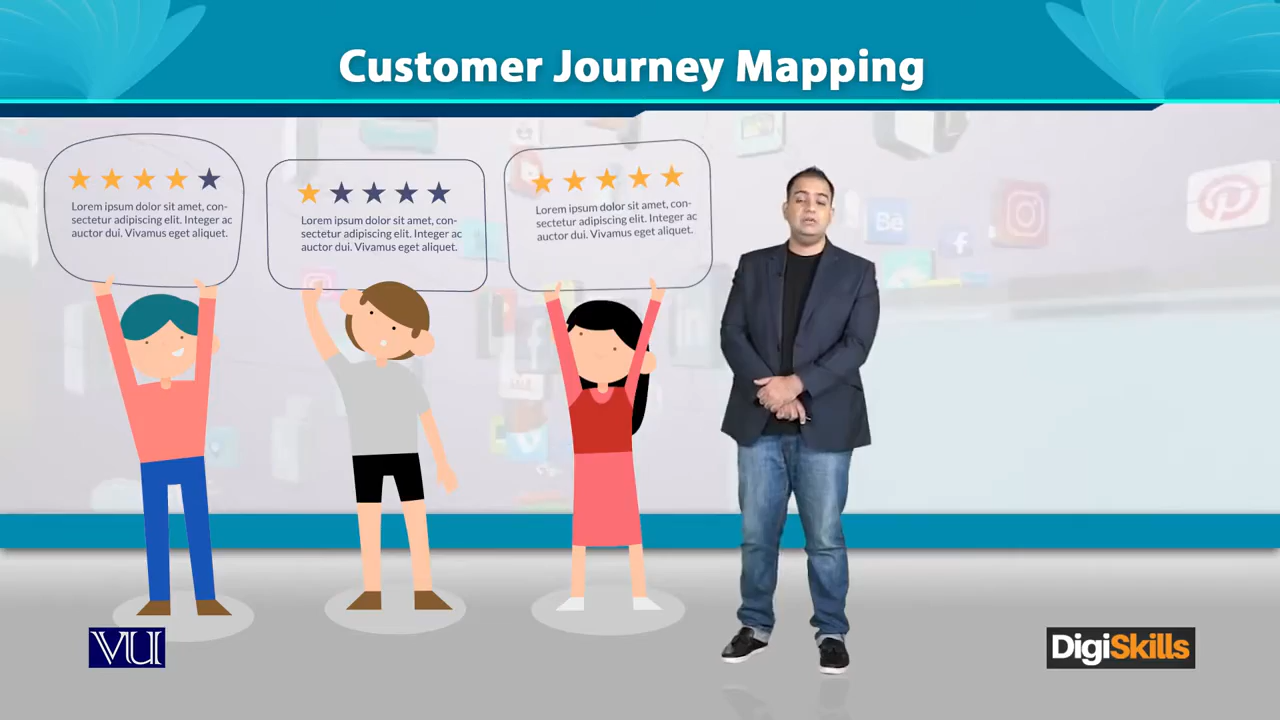 Customer Journey Mapping
Lorem ipsum dolor sit amet, con-
sectetur adipiscing elit. Integer ac
auctor dui. Vivamus eget aliquet.
Lorem ipsum dolor sit amet, con-
sectetur adipiscing elit. Integer ac
auctor dui. Vivamus eget aliquet.
Lorem ipsum dolor sit amet, con-
sectetur adipiscing elit. Integer ac
auctor dui. Vivamus eget aliquet.
Bē
f
VU
DigiSkills